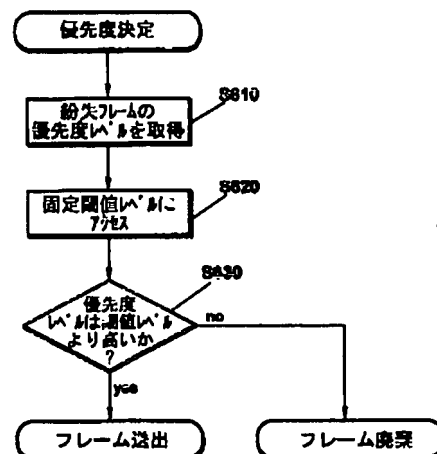 優先度決定
S610
紛失フレームの
優先度レベルを取得
S620
固定閾値レベルに
アクセス
S630
優先度
レベルは閾値レベル
より高いか
?
no
yes
フレーム送出
フレーム廃棄